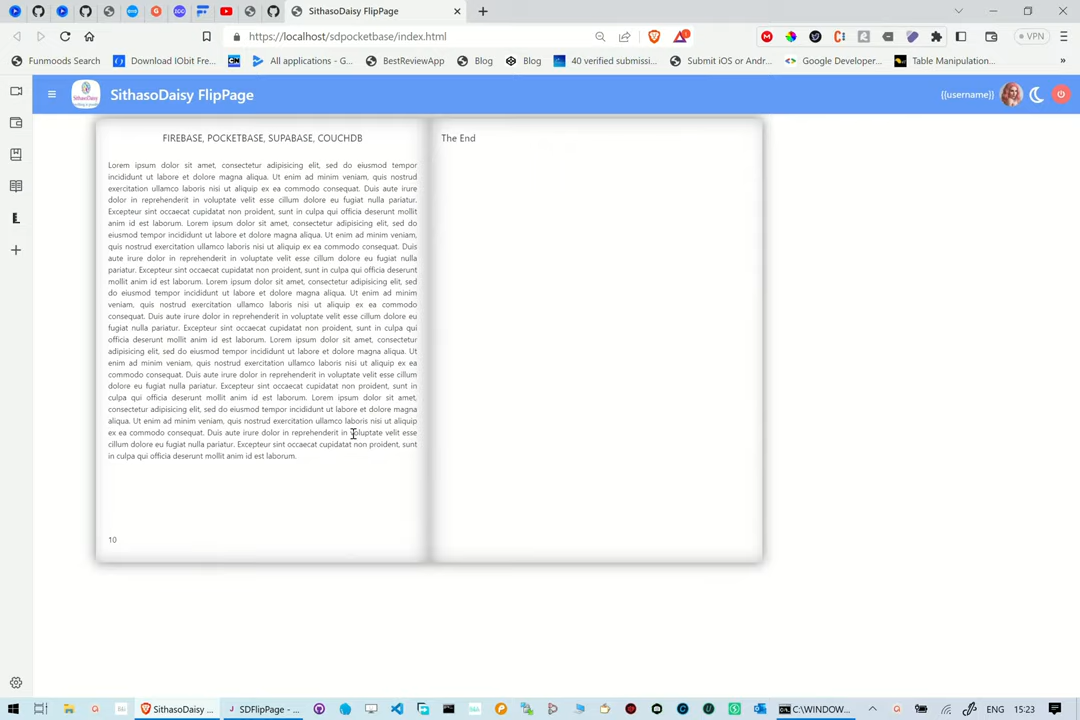 SithasoDaisy FlipPage
https://localhost/sdpocketbase/index.html
VPN
Funmoods Search
Download IObit Fre...
All applications - G...
BestReviewApp
Blog
Blog
40 verified submissi...
Submit iOS or Andr...
Google Developer...
Table Manipulation...
»
SithasoDaisy FlipPage
{{username}}
FIREBASE, POCKETBASE, SUPABASE, COUCHDB
Lorem ipsum dolor sit amet, consectetur adipisicing elit, sed do eiusmod tempor
incididunt ut labore et dolore magna aliqua. Ut enim ad minim veniam, quis nostrud
exercitation ullamco laboris nisi ut aliquip ex ea commodo consequat. Duis aute irure
dolor in reprehenderit in voluptate velit esse cillum dolore eu fugiat nulla pariatur.
Excepteur sint occaecat cupidatat non proident, sunt in culpa qui officia deserunt mollit
anim id est laborum. Lorem ipsum dolor sit amet, consectetur adipisicing elit, sed do
eiusmod tempor incididunt ut labore et dolore magna aliqua. Ut enim ad minim veniam,
quis nostrud exercitation ullamco laboris nisi ut aliquip ex ea commodo consequat. Duis
aute irure dolor in reprehenderit in voluptate velit esse cillum dolore eu fugiat nulla
pariatur. Excepteur sint occaecat cupidatat non proident, sunt in culpa qui officia deserunt
mollit anim id est laborum. Lorem ipsum dolor sit amet, consectetur adipisicing elit, sed
do eiusmod tempor incididunt ut labore et dolore magna aliqua. Ut enim ad minim
veniam, quis nostrud exercitation ullamco laboris nisi ut aliquip ex ea commodo
consequat. Duis aute irure dolor in reprehenderit in voluptate velit esse cillum dolore eu
fugiat nulla pariatur. Excepteur sint occaecat cupidatat non proident, sunt in culpa qui
officia deserunt mollit anim id est laborum. Lorem ipsum dolor sit amet, consectetur
adipisicing elit, sed do eiusmod tempor incididunt ut labore et dolore magna aliqua. Ut
enim ad minim veniam, quis nostrud exercitation ullamco laboris nisi ut aliquip ex ea
commodo consequat. Duis aute irure dolor in reprehenderit in voluptate velit esse cillum
dolore eu fugiat nulla pariatur. Excepteur sint occaecat cupidatat non proident, sunt in
culpa qui officia deserunt mollit anim id est laborum. Lorem ipsum dolor sit amet,
consectetur adipisicing elit, sed do eiusmod tempor incididunt ut labore et dolore magna
aliqua. Ut enim ad minim veniam, quis nostrud exercitation ullamco laboris nisi ut aliquip
ex ea commodo consequat. Duis aute irure dolor in reprehenderit in voluptate velit esse
cillum dolore eu fugiat nulla pariatur. Excepteur sint occaecat cupidatat non proident, sunt
in culpa qui officia deserunt mollit anim id est laborum.
10
The End
SithasoDaisy ...
SDFlipPage - ...
C:\WINDOW...
ENG
15:23